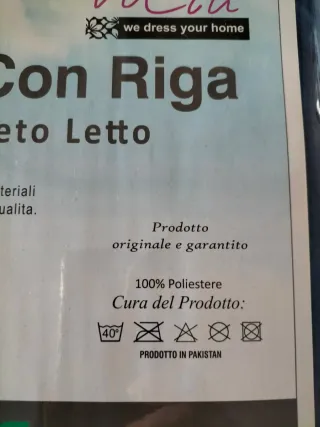 we dress your home
Con Riga
eto Letto
teriali
ualita.
Prodotto
originale e garantito
100% Poliestere
Cura del Prodotto:
40°
PRODOTTO IN PAKISTAN